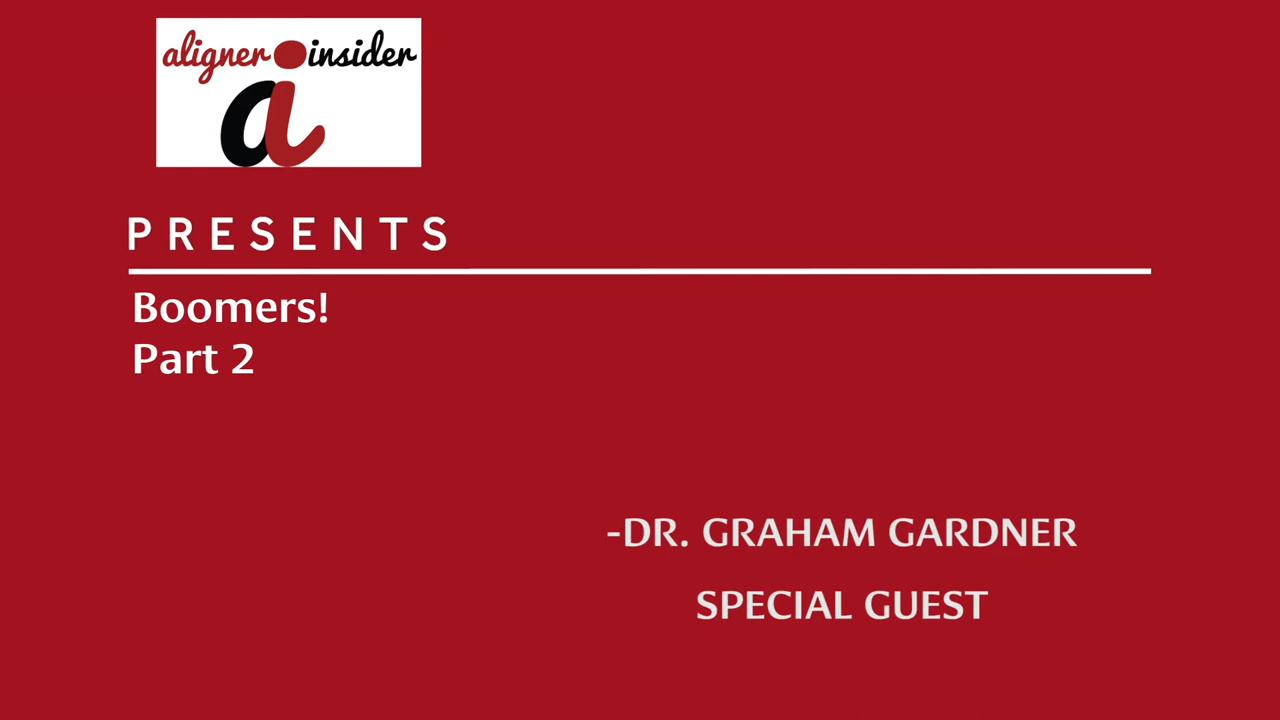 aligner insider
ai
PRESENTS
Boomers!
Part 2
-DR. GRAHAM GARDNER
SPECIAL GUEST